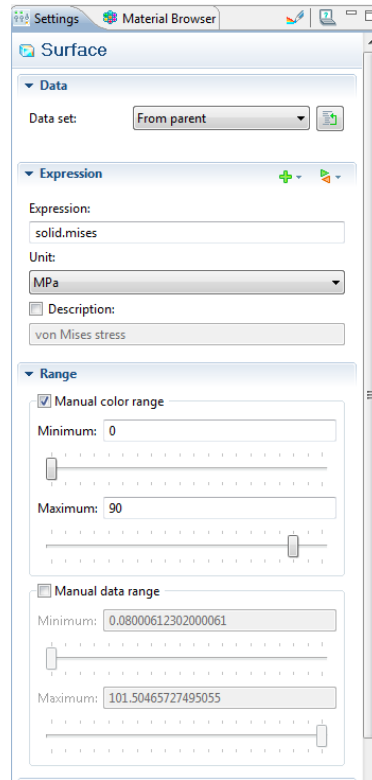 Settings Material Browser
Surface
Data
Data set: From parent
Expression
Expression:
solid.mises
Unit:
MPa
Description:
von Mises stress
Range
Manual color range
Minimum: 0
Maximum: 90
Manual data range
Minimum: 0.08000612302000061
Maximum: 101.50465727495055